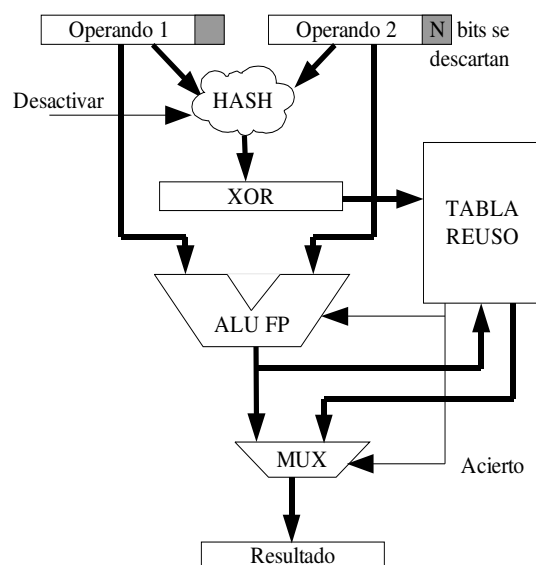 Operando 1
Operando 2
N bits se
descartan
HASH
Desactivar
XOR
TABLA
REUSO
ALU FP
MUX
Acierto
Resultado